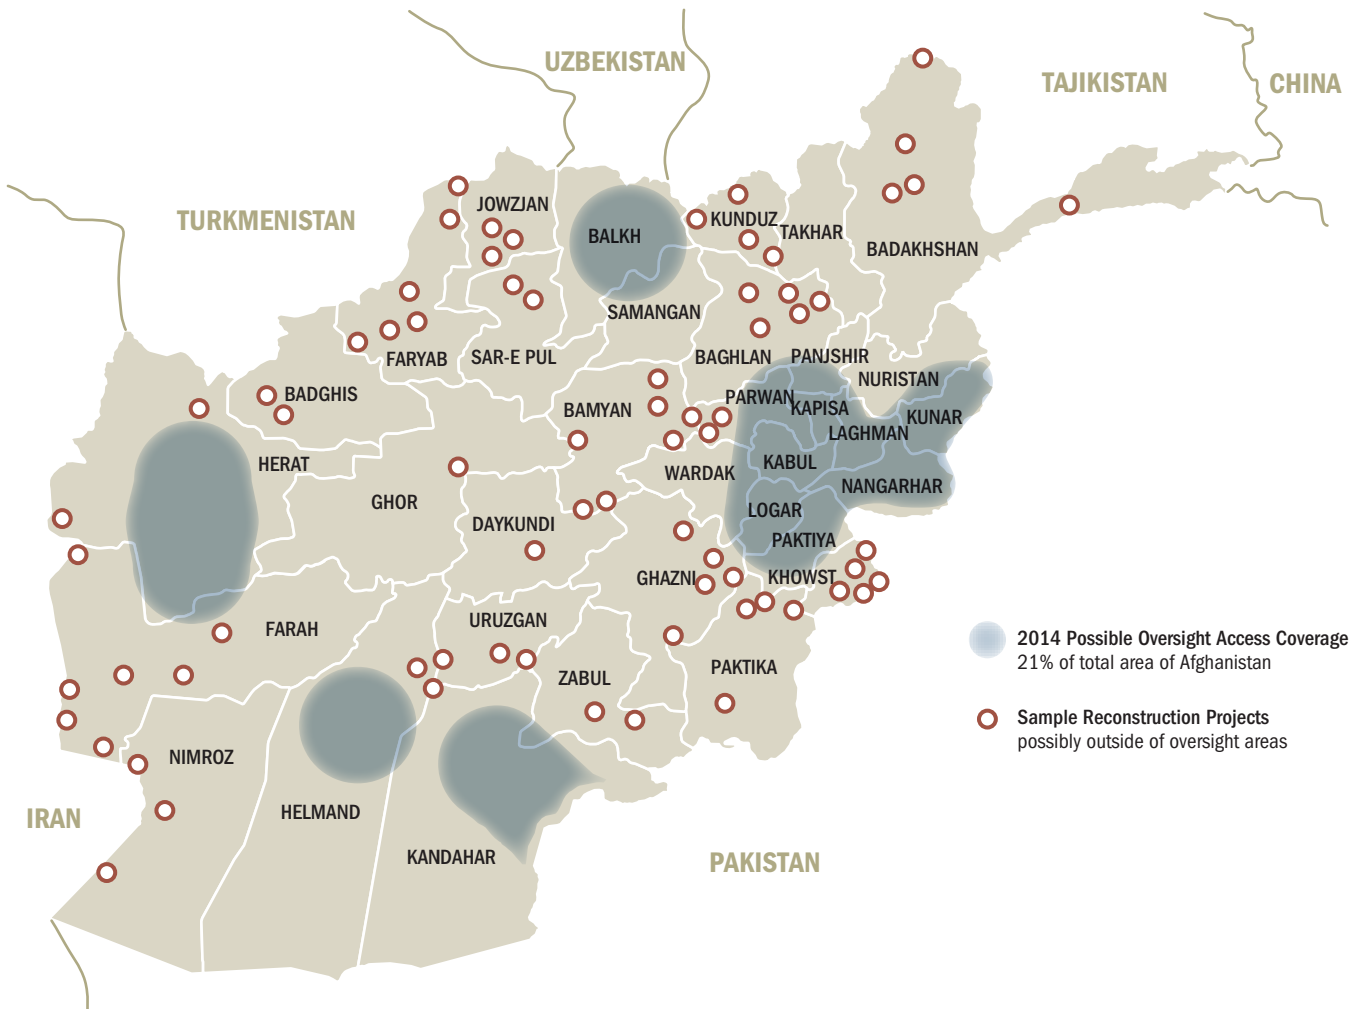 UZBEKISTAN
TAJIKISTAN
CHINA
TURKMENISTAN
JOWZJAN
BALKH
KUNDUZ
TAKHAR
BADAKHSHAN
SAMANGAN
FARYAB
SAR-E PUL
BAGHLAN
PANJSHIR
NURISTAN
BADGHIS
BAMYAN
PARWAN
KAPISA
KUNAR
LAGHMAN
HERAT
WARDAK
KABUL
NANGARHAR
GHOR
DAYKUNDI
LOGAR
PAKTIYA
GHAZNI
KHOWST
FARAH
URUZGAN
ZABUL
PAKTIKA
NIMROZ
HELMAND
KANDAHAR
IRAN
PAKISTAN
2014 Possible Oversight Access Coverage
21% of total area of Afghanistan
Sample Reconstruction Projects
possibly outside of oversight areas